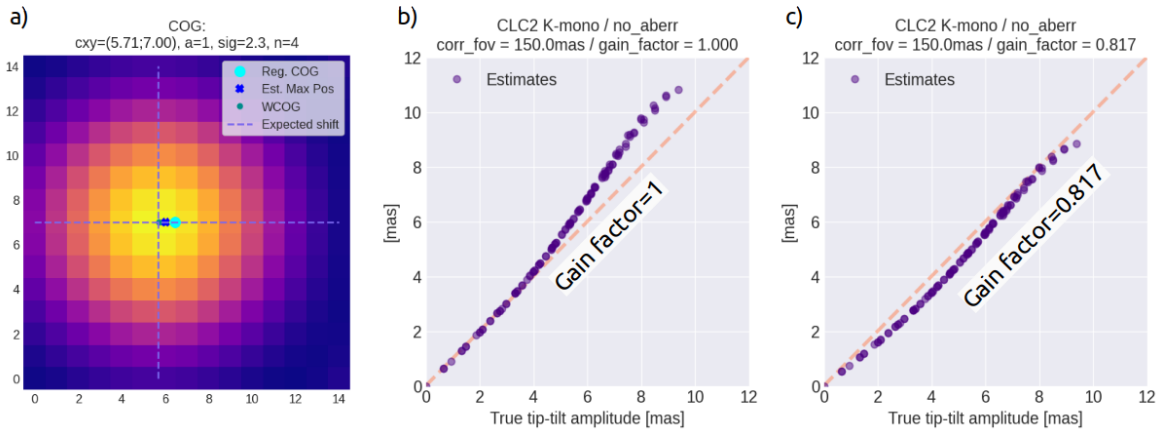 a)
COG:
cxy=(5.71;7.00), a=1, sig=2.3, n=4
Reg. COG
Est. Max Pos
WCOG
Expected shift
14
12
10
8
6
4
2
0
0 2 4 6 8 10 12 14
b)
CLC2 K-mono / no_aberr
corr_fov = 150.0mas / gain_factor = 1.000
Estimates
Gain factor=1
[mas]
12
10
8
6
4
2
0
0 2 4 6 8 10 12
True tip-tilt amplitude [mas]
c)
CLC2 K-mono / no_aberr
corr_fov = 150.0mas / gain_factor = 0.817
Estimates
Gain factor=0.817
[mas]
12
10
8
6
4
2
0
0 2 4 6 8 10 12
True tip-tilt amplitude [mas]